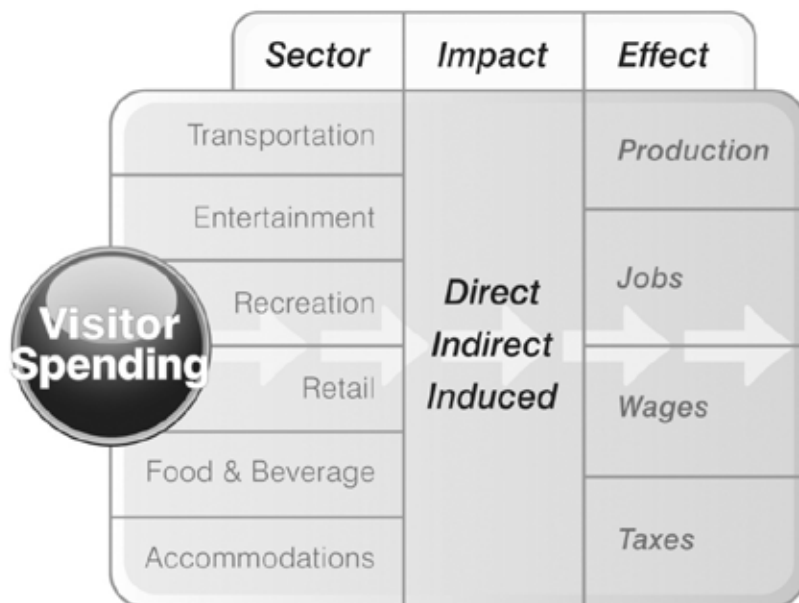 Sector Impact Effect
Transportation
Production
Entertainment
Jobs
Recreation
Direct
Visitor
Indirect
Spending
Retail
Induced
Wages
Food & Beverage
Taxes
Accommodations